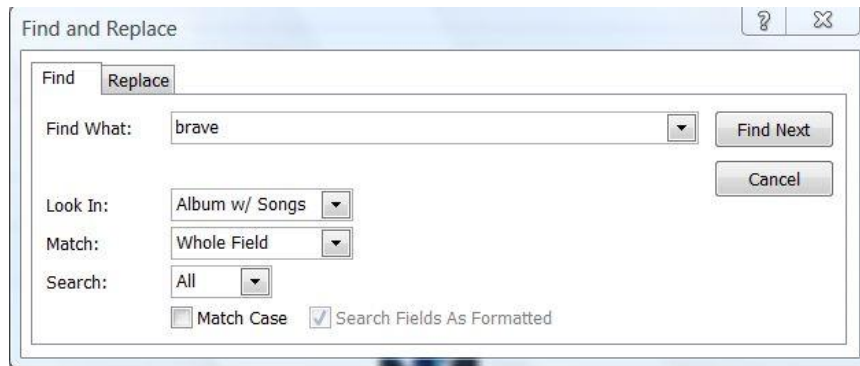 Find and Replace
Find Replace
Find What: brave Find Next
Cancel
Look In: Album w/ Songs
Match: Whole Field
Search: All
Match Case Search Fields As Formatted